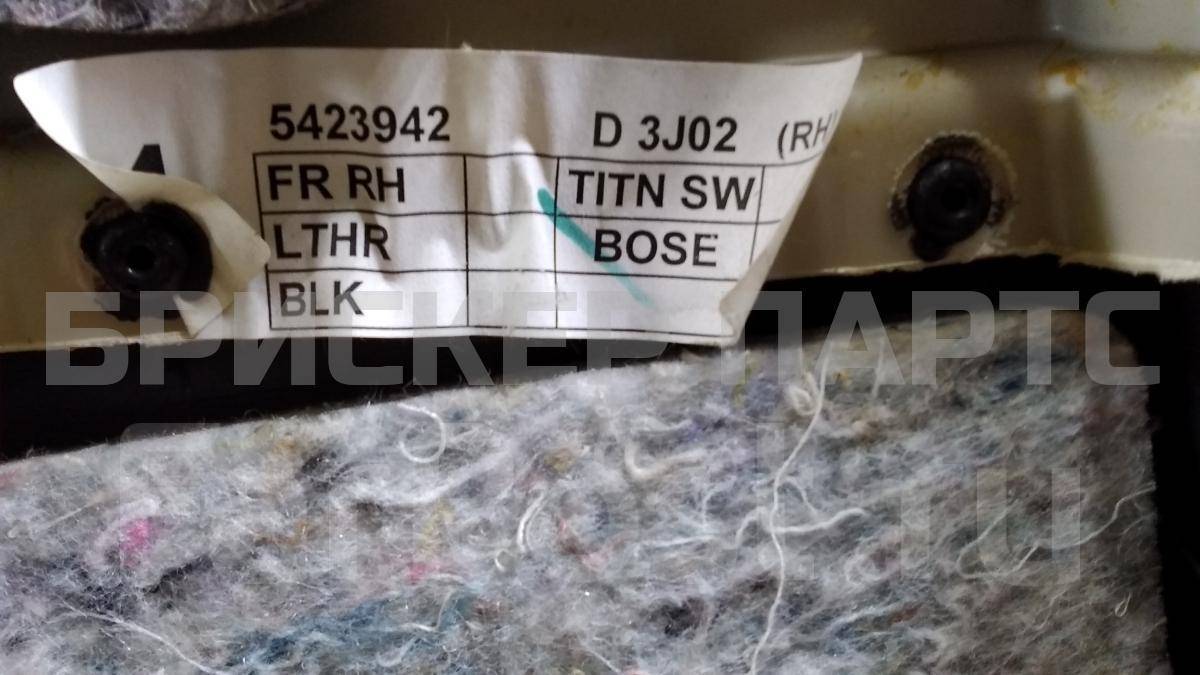 5423942 D 3J02 (RH)
FR RH TITN SW
LTHR BOSE
BLK
БРИСКЕР ПАРТС